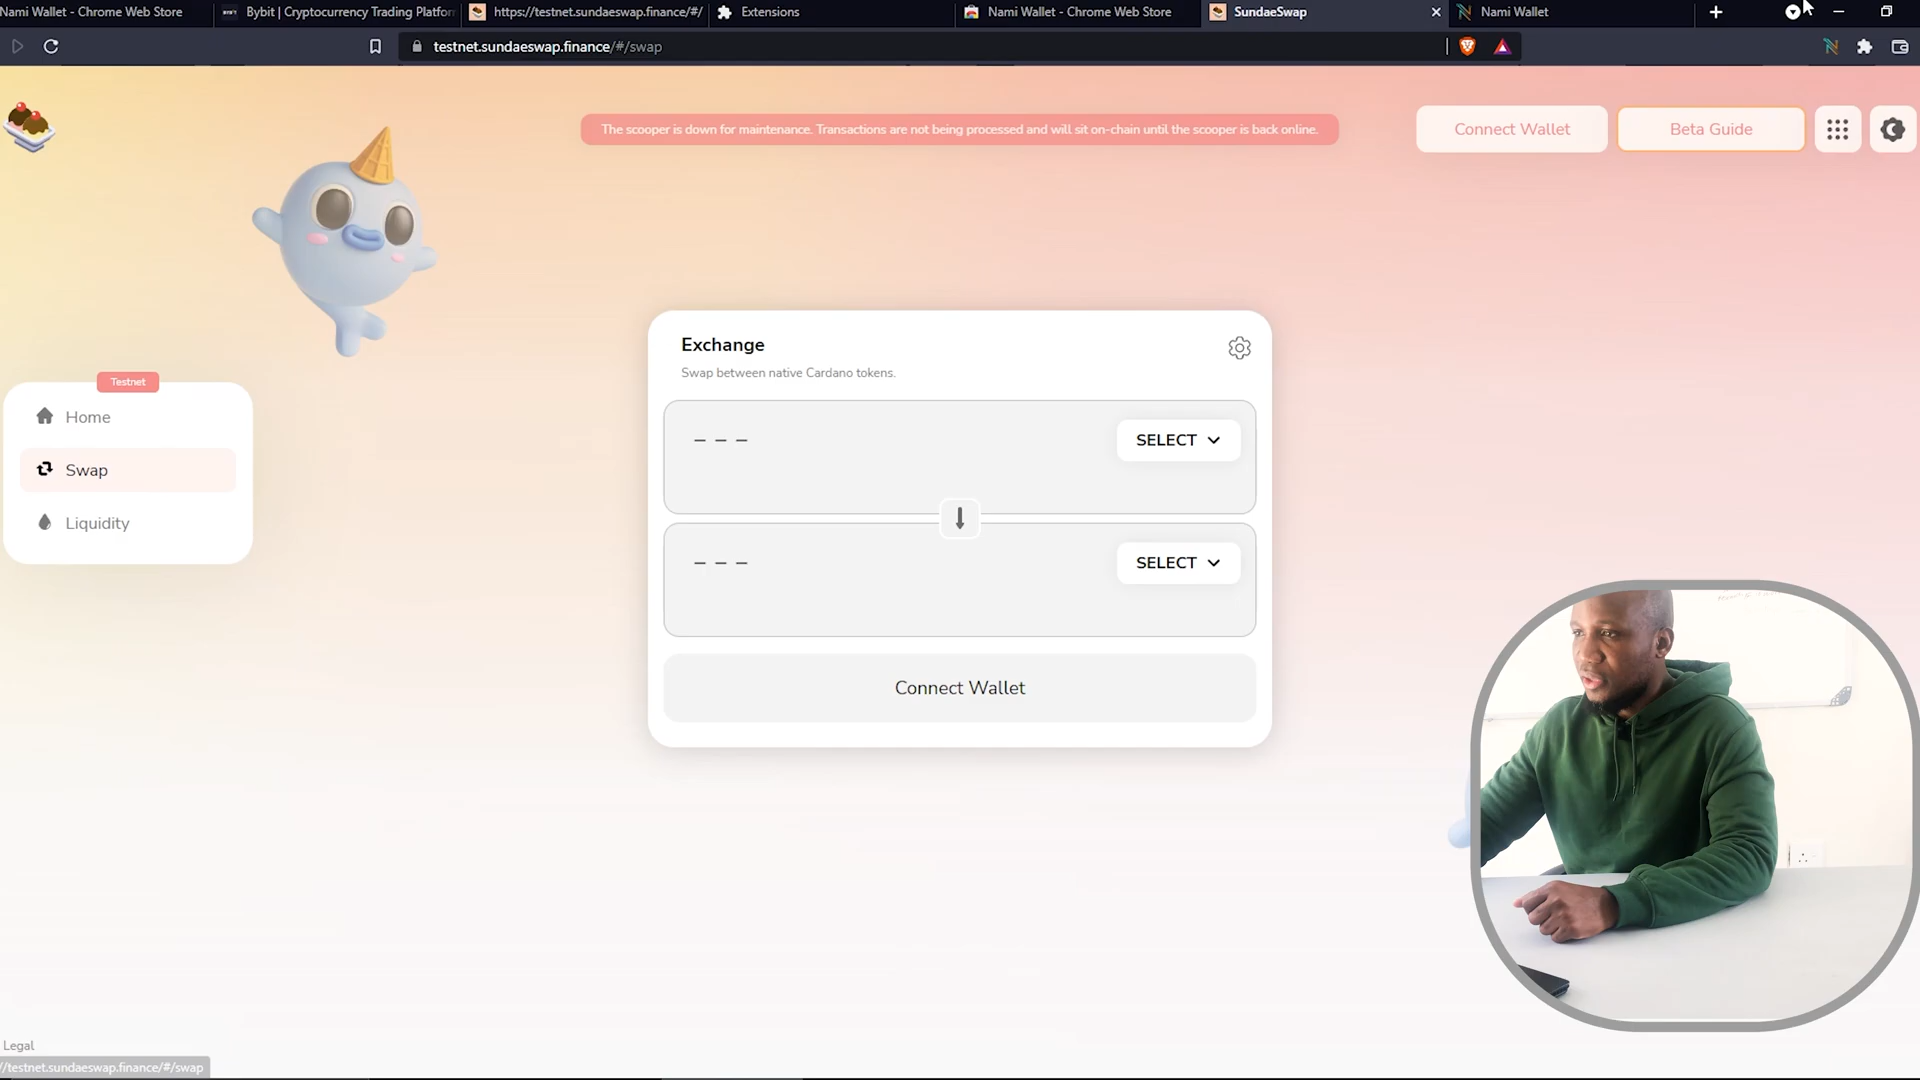 Nami Wallet - Chrome Web Store
Bybit | Cryptocurrency Trading Platfor
https://testnet.sundaeswap.finance/#/
Extensions
Nami Wallet - Chrome Web Store
SundaeSwap
Nami Wallet
testnet.sundaeswap.finance/#/swap
The scooper is down for maintenance. Transactions are not being processed and will sit on-chain until the scooper is back online.
Connect Wallet
Beta Guide
Exchange
Swap between native Cardano tokens.
Testnet
Home
Swap
Liquidity
SELECT
SELECT
Connect Wallet
Legal
//testnet.sundaeswap.finance/#/swap